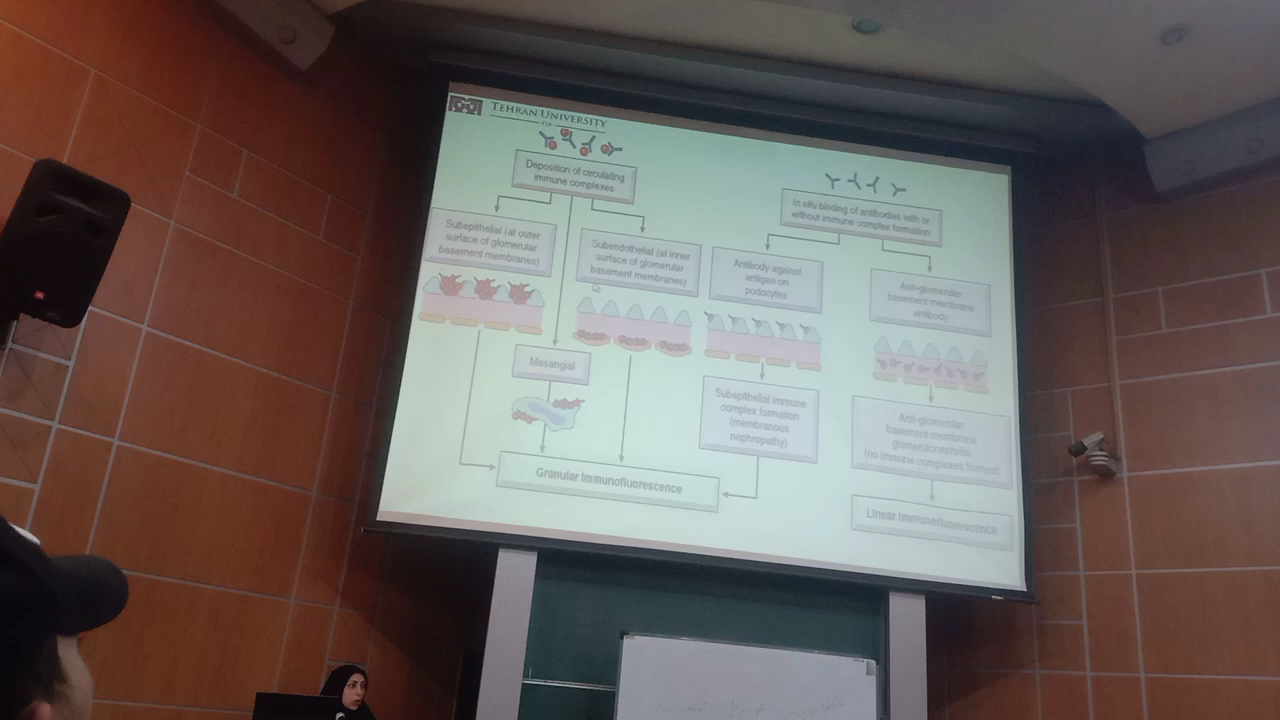 TEHRAN UNIVERSITY
OF
Deposition of circulating
immune complexes
In situ binding of antibodies with or
without immune complex formation
Subepithelial (at outer
surface of glomerular
basement membranes)
Subendothelial (at inner
surface of glomerular
basement membranes)
Antibody against
antigen on
podocytes
Anti-glomerular
basement membrane
antibody
Mesangial
Subepithelial immune
complex formation
(membranous
nephropathy)
Anti-glomerular
basement membrane
glomerulonephritis
(no immune complexes formed)
Granular immunofluorescence
Linear immunofluorescence